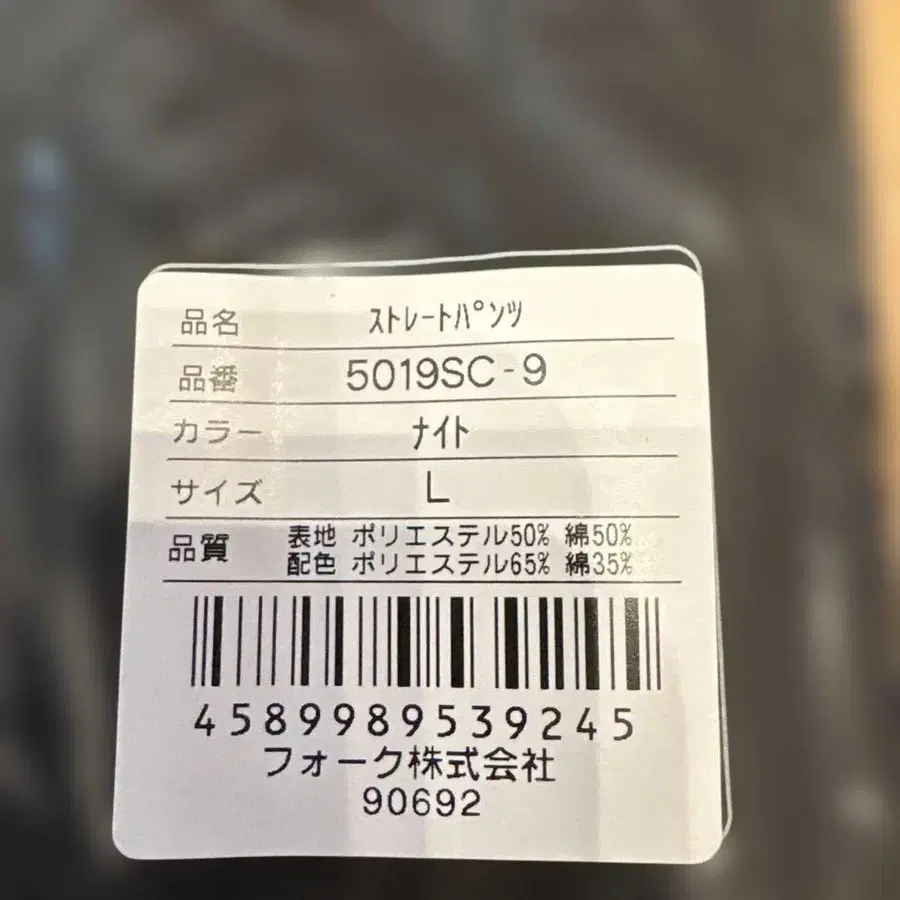 品名 ｽﾄﾚｰﾄﾊﾟﾝﾂ
品番 5019SC-9
カラー ﾅｲﾄ
サイズ L
品質 表地 ポリエステル50% 綿50%
配色 ポリエステル65% 綿35%
4589989539245
フォーク株式会社
90692